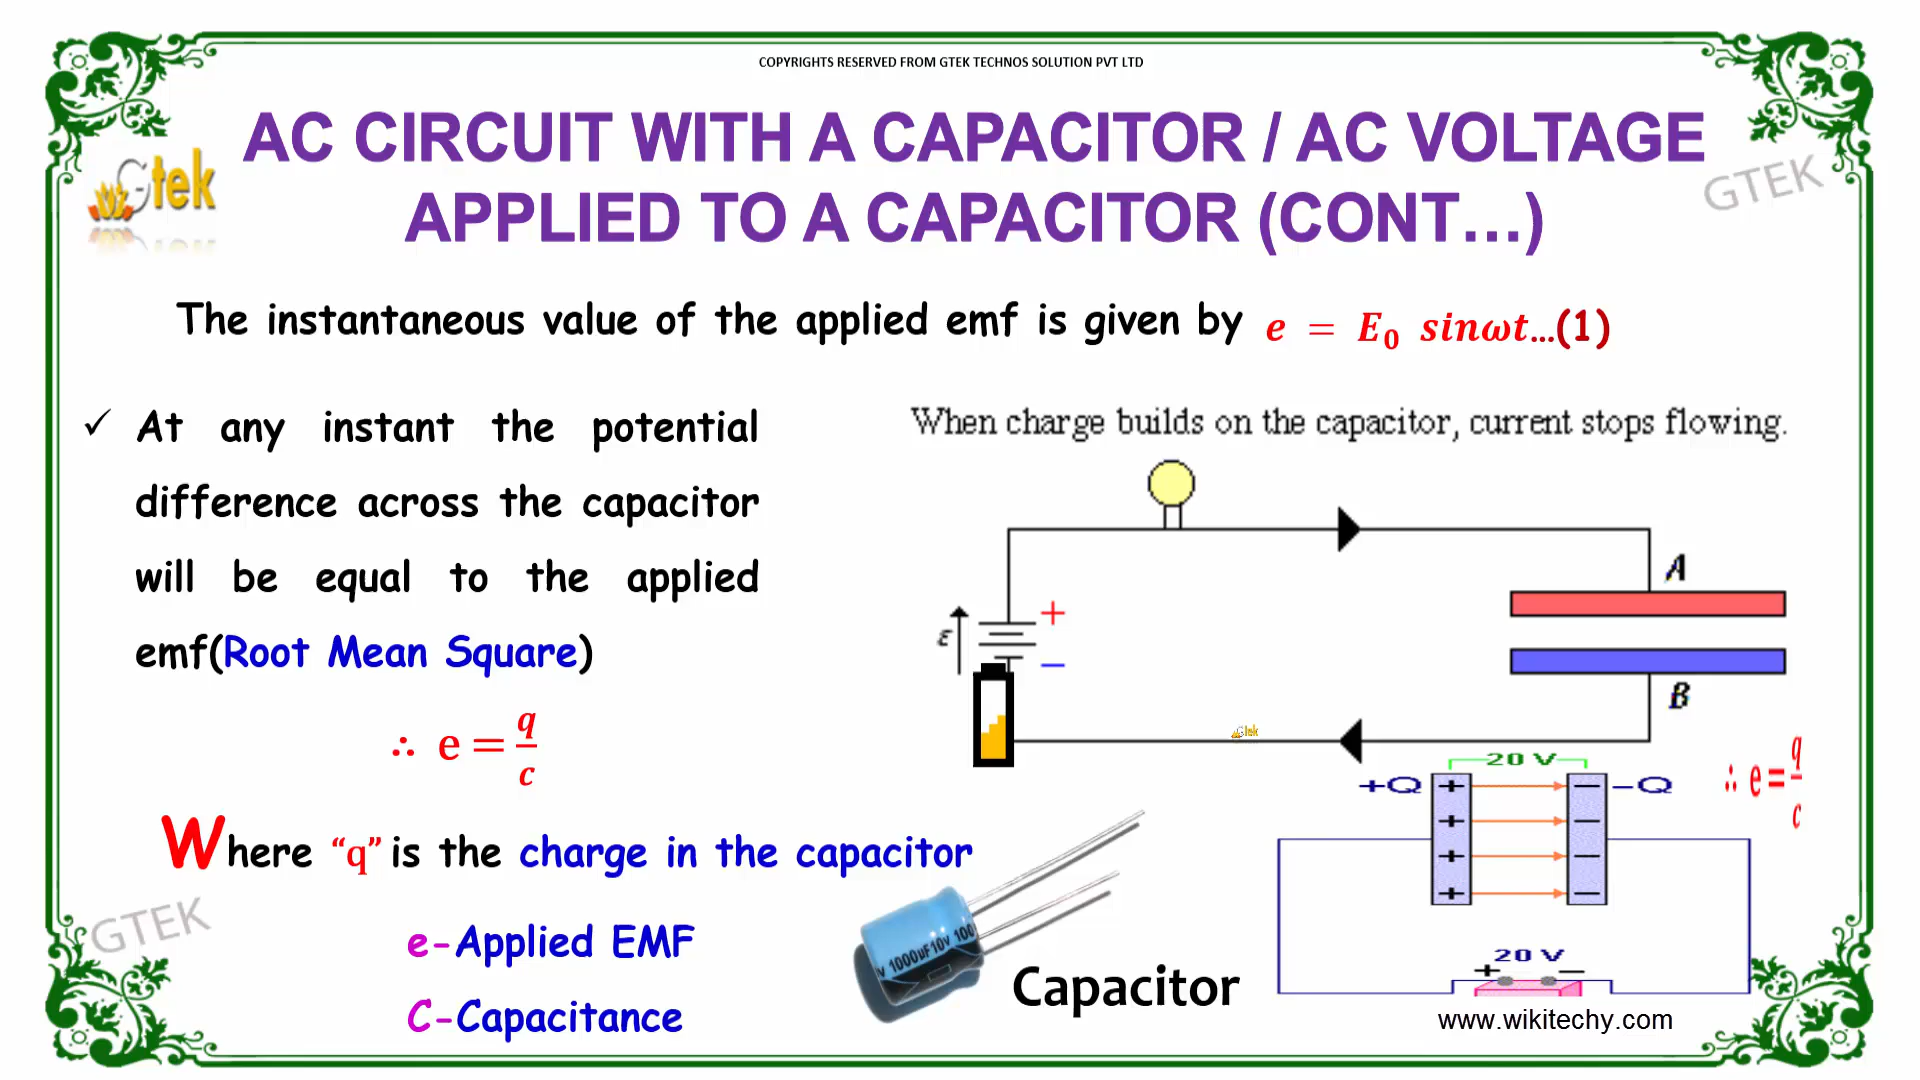 COPYRIGHTS RESERVED FROM GTEK TECHNOS SOLUTION PVT LTD
AC CIRCUIT WITH A CAPACITOR / AC VOLTAGE
APPLIED TO A CAPACITOR (CONT...)
Gtek
GTEK
The instantaneous value of the applied emf is given by e = E₀ sinωt...(1)
✓ At any instant the potential
difference across the capacitor
will be equal to the applied
emf(Root Mean Square)
∴ e = q/c
Where “q” is the charge in the capacitor
e-Applied EMF
C-Capacitance
GTEK
When charge builds on the capacitor, current stops flowing.
A
ε
+
−
B
Gtek
20 V
+Q
−Q
+ −
+ −
+ −
+ −
∴ e = q/c
20 V
+ −
V 1000uF10v 100
Capacitor
www.wikitechy.com